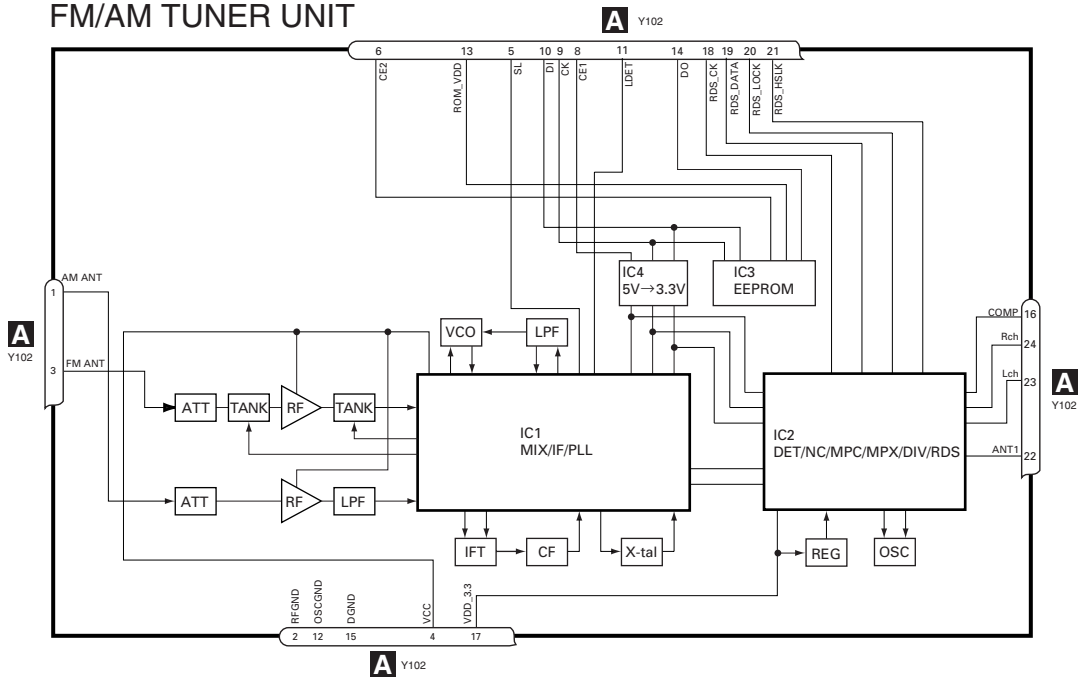 FM/AM TUNER UNIT
A Y102
6 13 5 10 9 8 11 14 18 19 20 21
CE2
ROM_VDD
SL
DI
CK
CE1
LDET
DO
RDS_CK
RDS_DATA
RDS_LOCK
RDS_HSLK
AM ANT
1
A
Y102
FM ANT
3
IC4
5V→3.3V
IC3
EEPROM
VCO
LPF
COMP 16
Rch
24
Lch
23
A
Y102
ANT1
22
ATT TANK RF TANK
IC1
MIX/IF/PLL
IC2
DET/NC/MPC/MPX/DIV/RDS
ATT RF LPF
IFT CF X-tal REG OSC
RFGND
OSCGND
DGND
VCC
VDD_3.3
2 12 15 4 17
A Y102